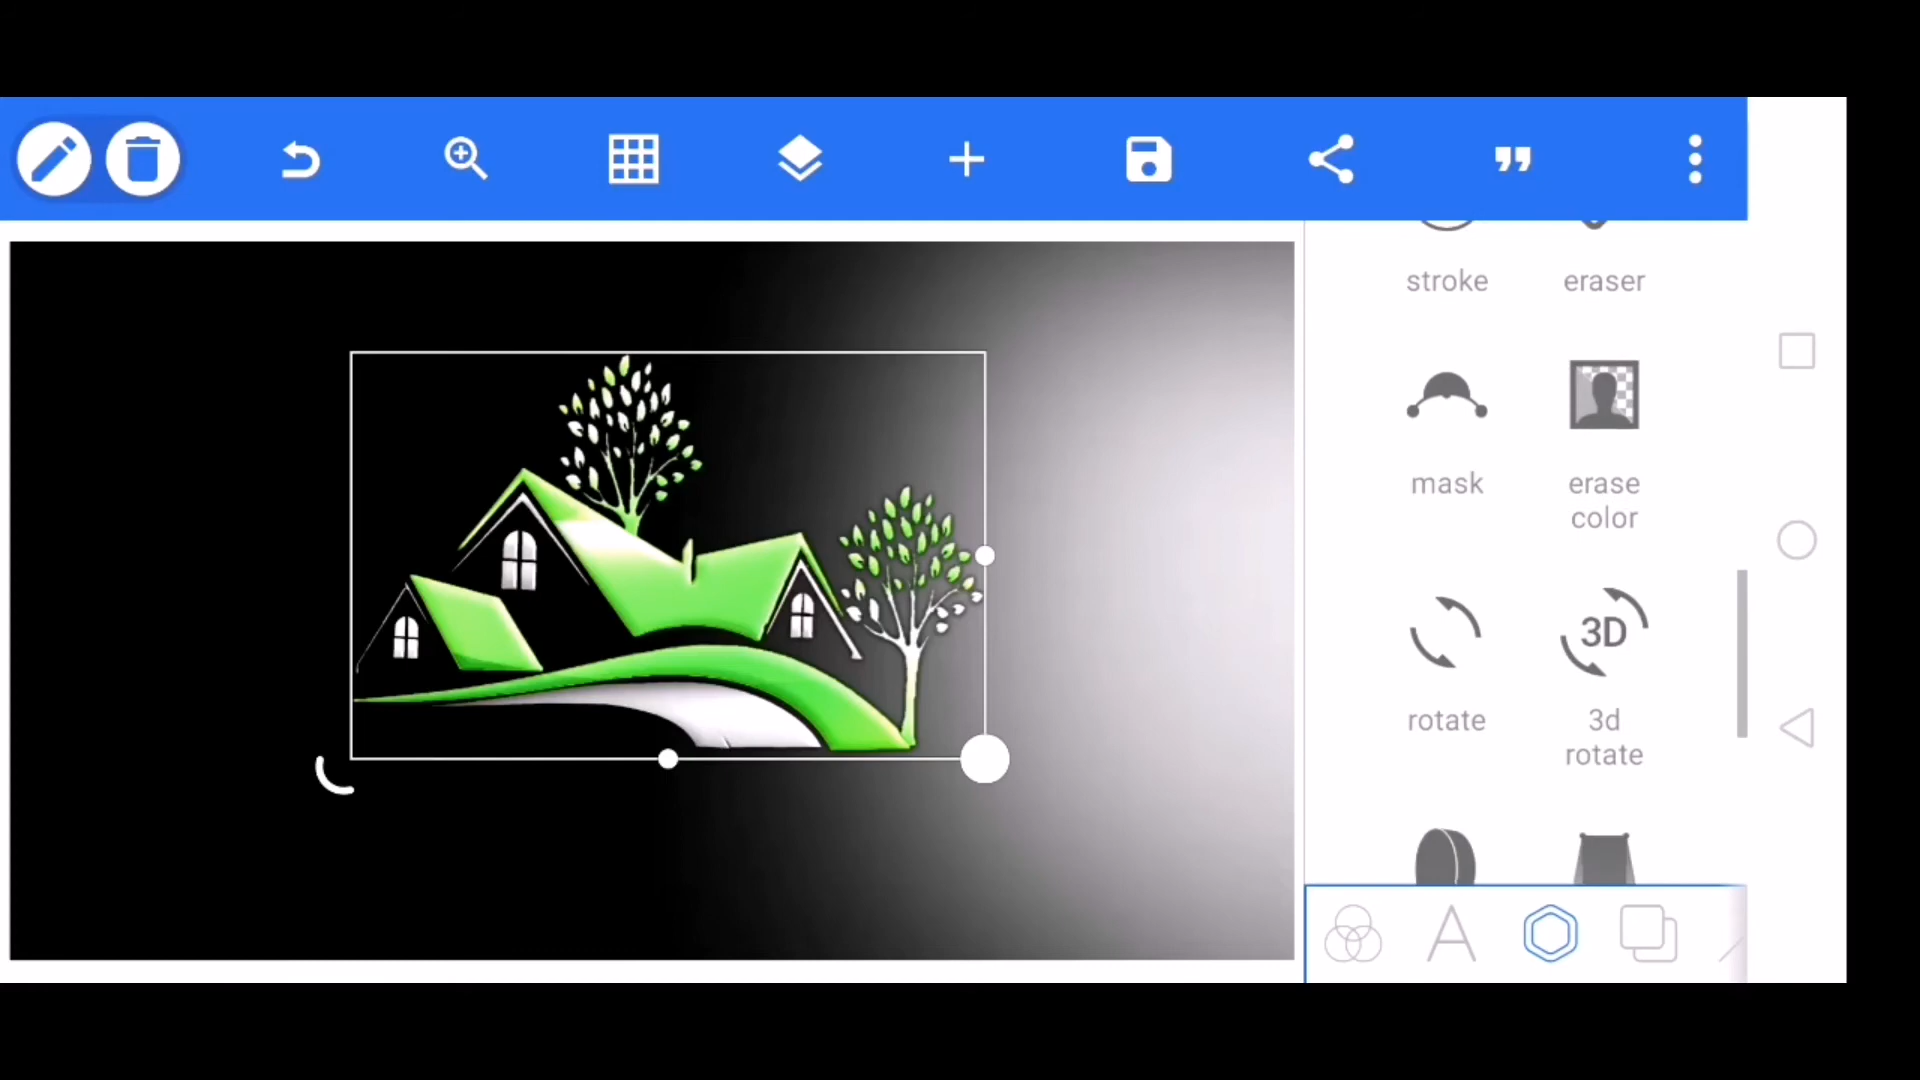 stroke eraser
mask erase
color
3D
rotate 3d
rotate